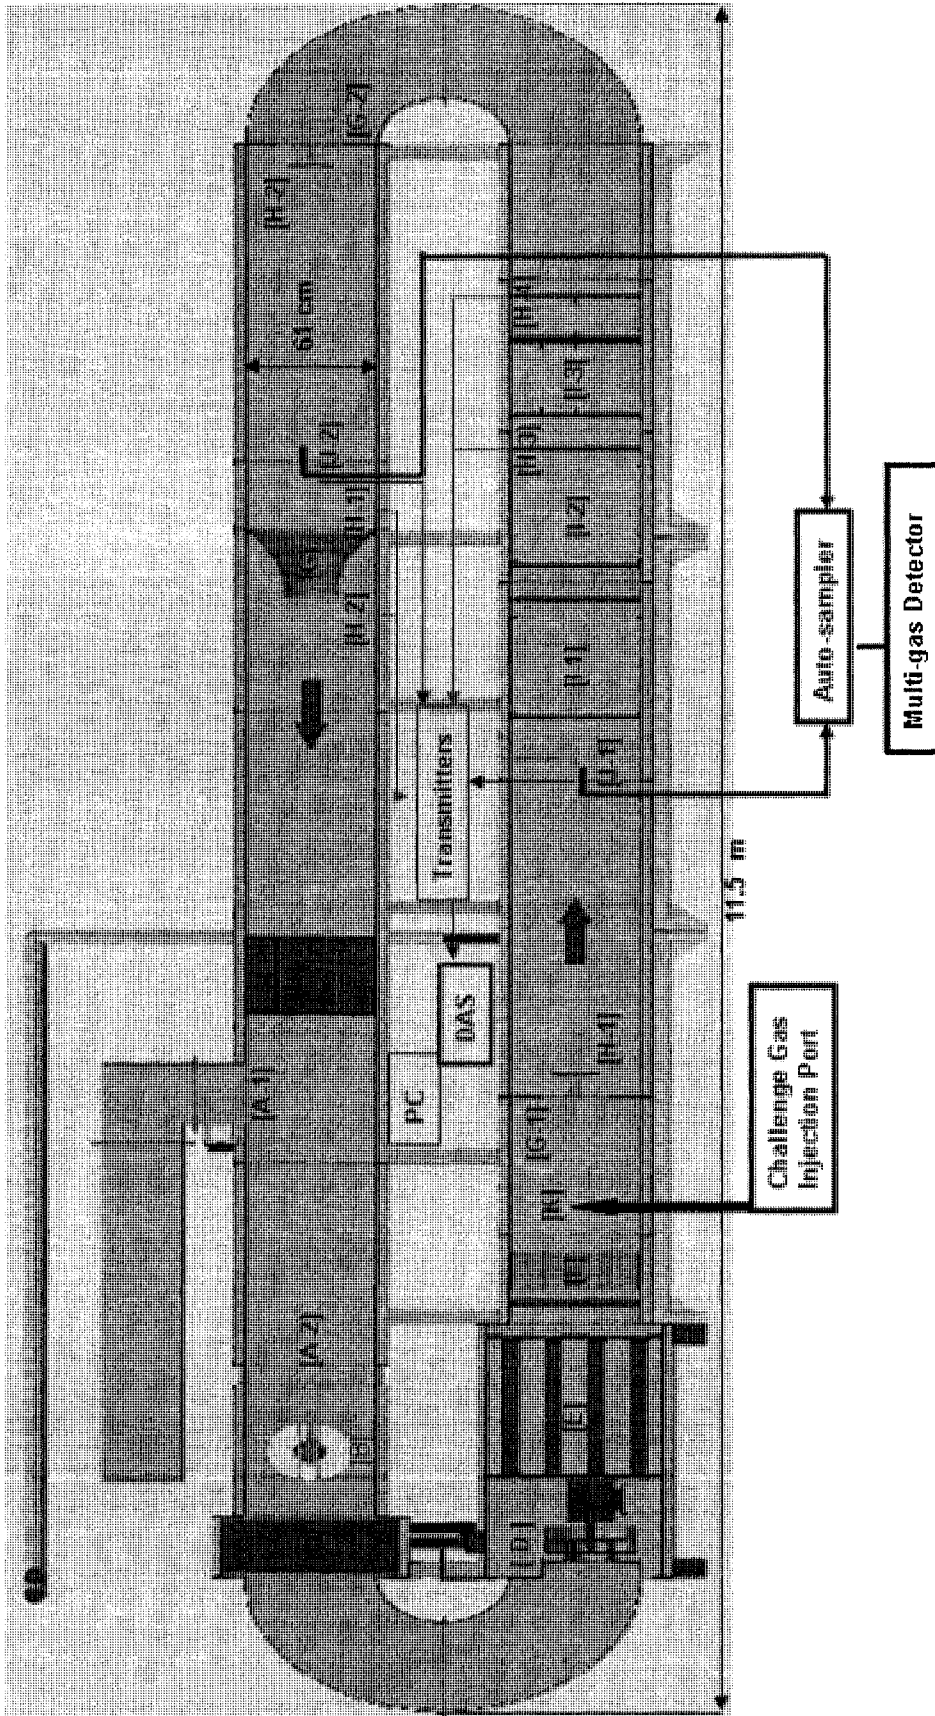 [G-2]
[H-2]
61 cm
[H-4]
[I-3]
[J-2]
[H-3]
[H-1]
[I-2]
[H-2]
[I-1]
[J-1]
Transmitters
Auto-sampler
Multi-gas Detector
11.5 m
DAS
PC
[A-1]
[H-1]
[G-1]
[K]
Challenge Gas
Injection Port
[F]
[A-2]
[B]
[E]
[D]